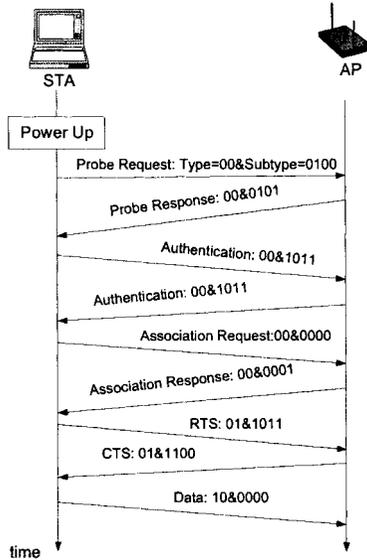 STA
AP
Power Up
Probe Request: Type=00&Subtype=0100
Probe Response: 00&0101
Authentication: 00&1011
Authentication: 00&1011
Association Request:00&0000
Association Response: 00&0001
RTS: 01&1011
CTS: 01&1100
Data: 10&0000
time